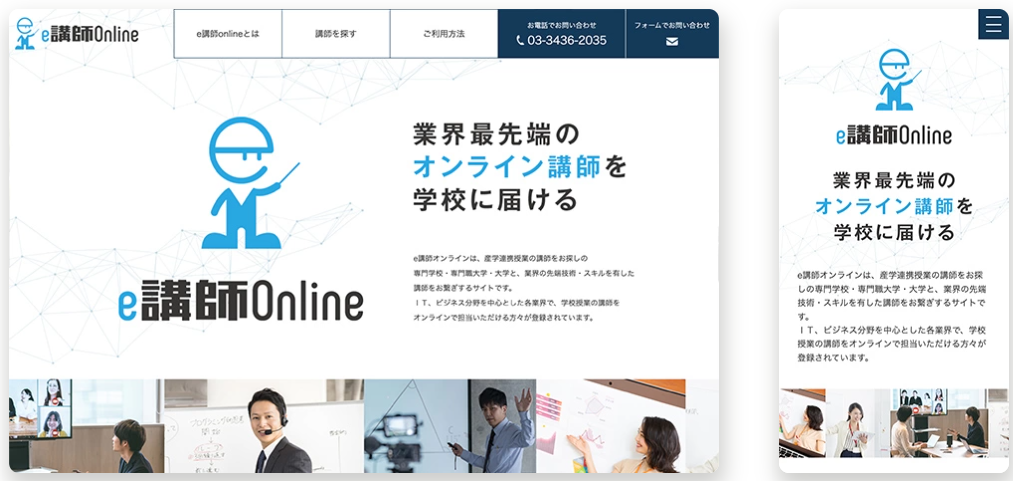 e講師Online
e講師onlineとは
講師を探す
ご利用方法
お電話でお問い合わせ
03-3436-2035
フォームでお問い合わせ
業界最先端の
オンライン講師を
学校に届ける
e講師オンラインは、産学連携授業の講師をお探しの
専門学校・専門職大学・大学と、業界の先端技術・スキルを有した
講師をお繋ぎするサイトです。
ＩＴ、ビジネス分野を中心とした各業界で、学校授業の講師を
オンラインで担当いただける方々が登録されています。
e講師Online
e講師Online
業界最先端の
オンライン講師を
学校に届ける
e講師オンラインは、産学連携授業の講師をお探
しの専門学校・専門職大学・大学と、業界の先端
技術・スキルを有した講師をお繋ぎするサイトで
す。
ＩＴ、ビジネス分野を中心とした各業界で、学校
授業の講師をオンラインで担当いただける方々が
登録されています。